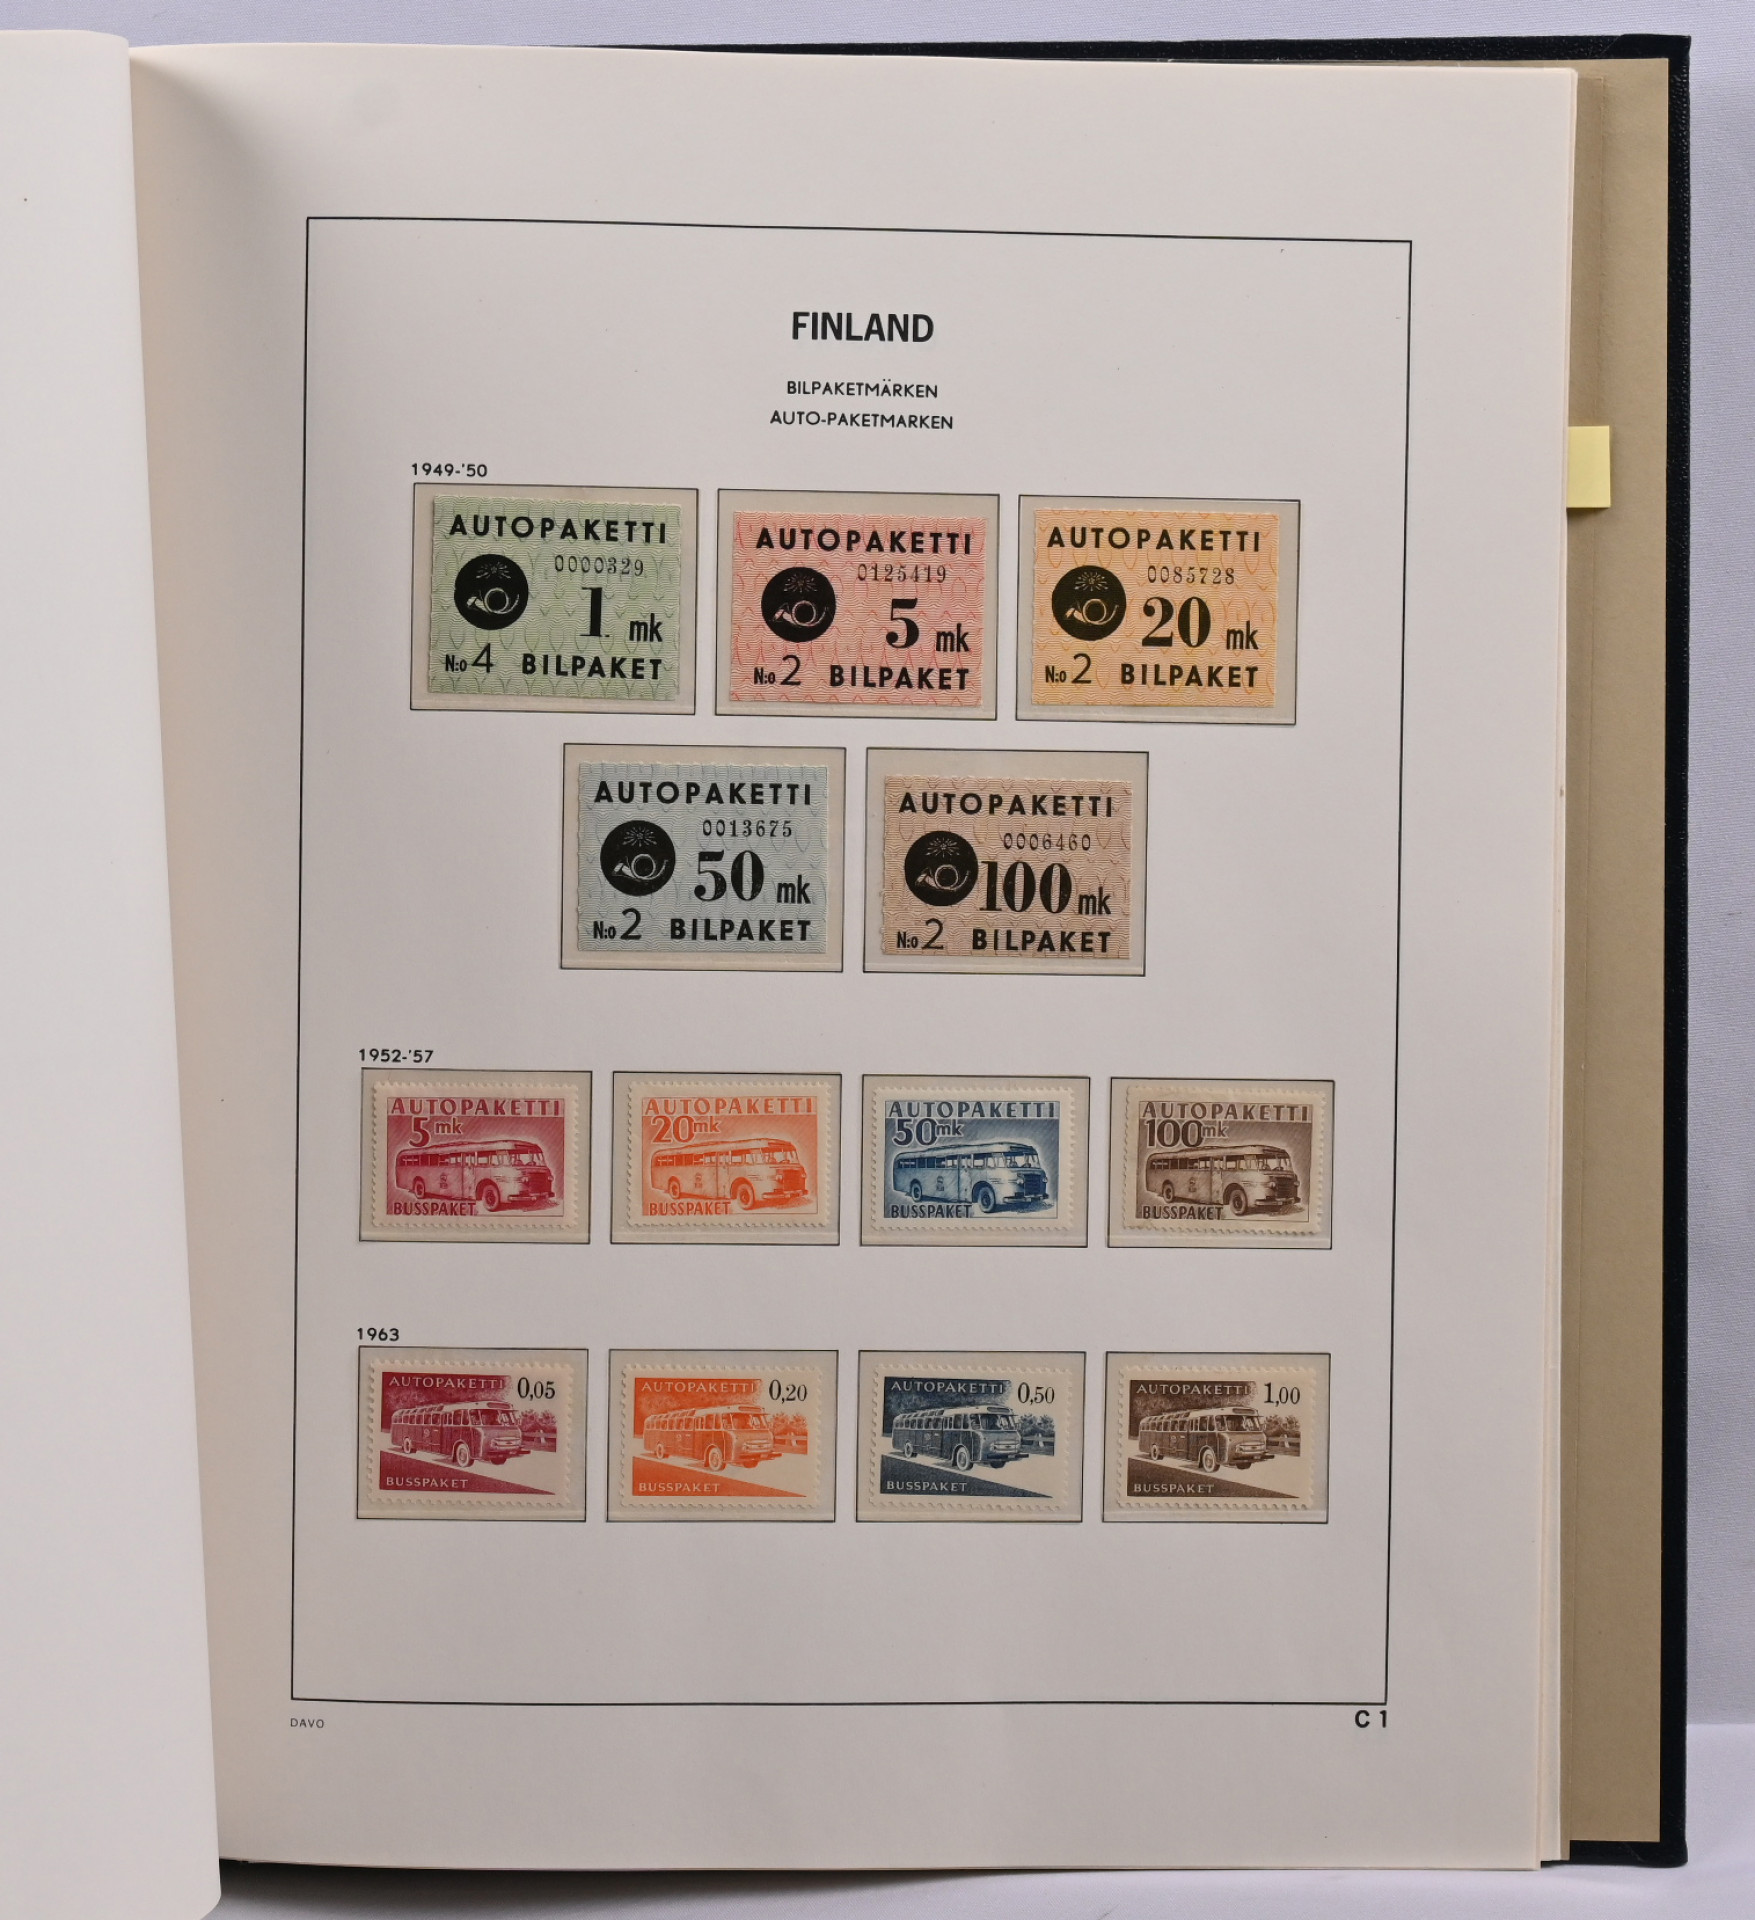 FINLAND
BILPAKETMÄRKEN
AUTO-PAKETMARKEN
1949-'50
AUTOPAKETTI
0000329
1 mk
N:o 4 BILPAKET
AUTOPAKETTI
0125419
5 mk
N:o 2 BILPAKET
AUTOPAKETTI
0085728
20 mk
N:o 2 BILPAKET
AUTOPAKETTI
0013675
50 mk
N:o 2 BILPAKET
AUTOPAKETTI
0006460
100 mk
N:o 2 BILPAKET
1952-'57
AUTOPAKETTI
5 mk
BUSSPAKET
AUTOPAKETTI
20 mk
BUSSPAKET
AUTOPAKETTI
50 mk
BUSSPAKET
AUTOPAKETTI
100 mk
BUSSPAKET
1963
AUTOPAKETTI 0,05
BUSSPAKET
AUTOPAKETTI 0,20
BUSSPAKET
AUTOPAKETTI 0,50
BUSSPAKET
AUTOPAKETTI 1,00
BUSSPAKET
DAVO
C 1